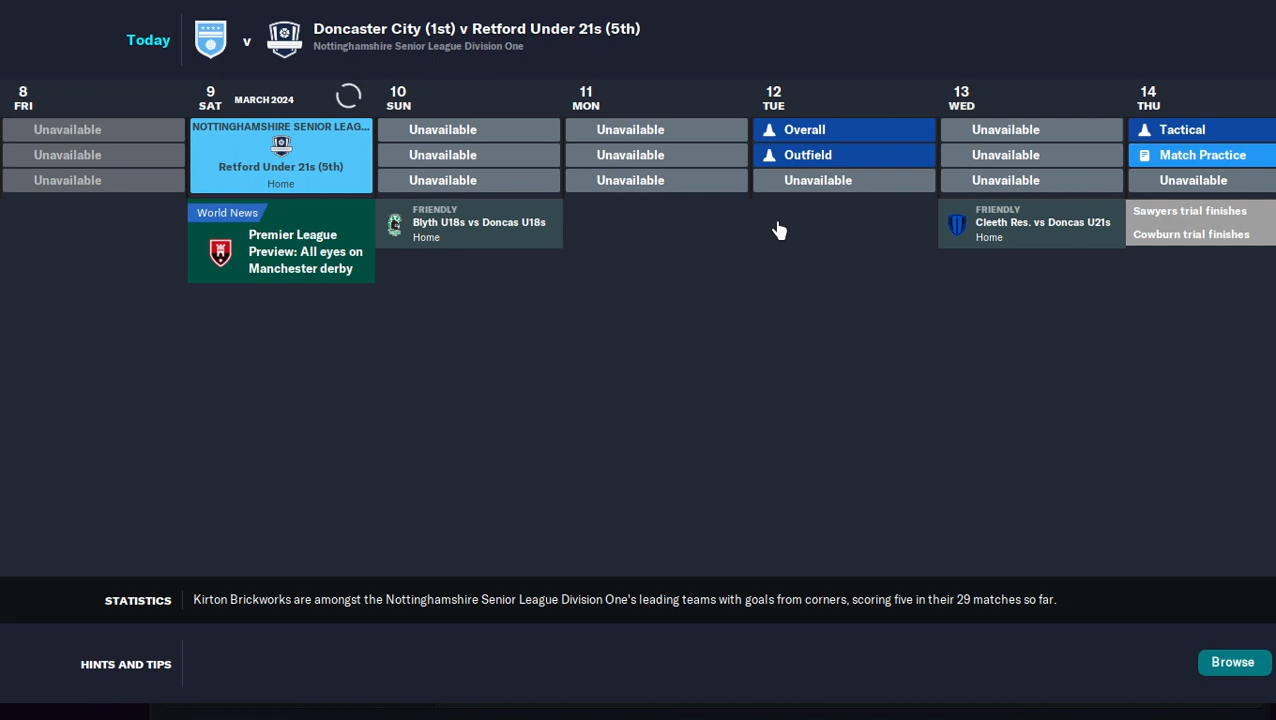 Today
v
Doncaster City (1st) v Retford Under 21s (5th)
Nottinghamshire Senior League Division One
8
FRI
9
SAT
MARCH 2024
10
SUN
11
MON
12
TUE
13
WED
14
THU
Unavailable
Unavailable
Unavailable
NOTTINGHAMSHIRE SENIOR LEAG...
Retford Under 21s (5th)
Home
Unavailable
Unavailable
Unavailable
Unavailable
Unavailable
Unavailable
Overall
Outfield
Unavailable
Unavailable
Unavailable
Unavailable
Tactical
Match Practice
Unavailable
World News
Premier League
Preview: All eyes on
Manchester derby
FRIENDLY
Blyth U18s vs Doncas U18s
Home
FRIENDLY
Cleeth Res. vs Doncas U21s
Home
Sawyers trial finishes
Cowburn trial finishes
STATISTICS
Kirton Brickworks are amongst the Nottinghamshire Senior League Division One's leading teams with goals from corners, scoring five in their 29 matches so far.
HINTS AND TIPS
Browse